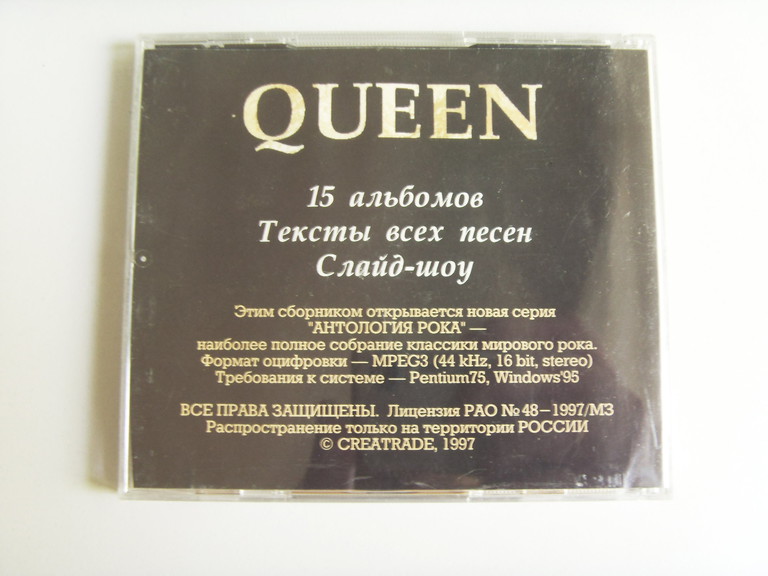 QUEEN
15 альбомов
Тексты всех песен
Слайд-шоу
Этим сборником открывается новая серия
"АНТОЛОГИЯ РОКА" —
наиболее полное собрание классики мирового рока.
Формат оцифровки — MPEG3 (44 kHz, 16 bit, stereo)
Требования к системе — Pentium75, Windows'95
ВСЕ ПРАВА ЗАЩИЩЕНЫ. Лицензия РАО № 48–1997/МЗ
Распространение только на территории РОССИИ
© CREATRADE, 1997